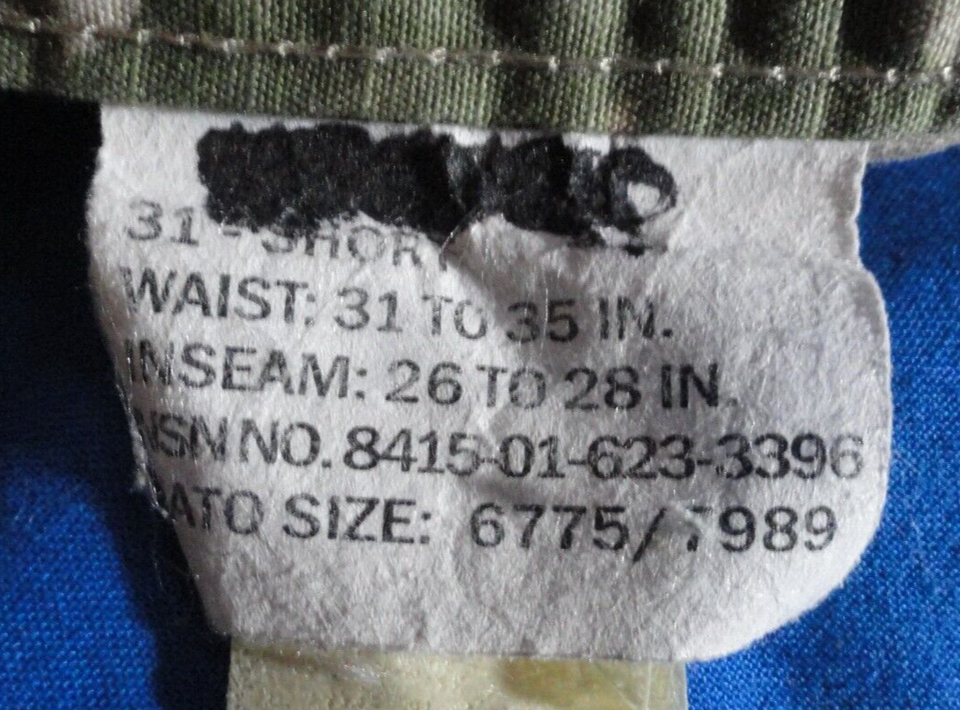 31 - SHORT
WAIST: 31 TO 35 IN.
INSEAM: 26 TO 28 IN.
NSN NO. 8415-01-623-3396
NATO SIZE: 6775/7989